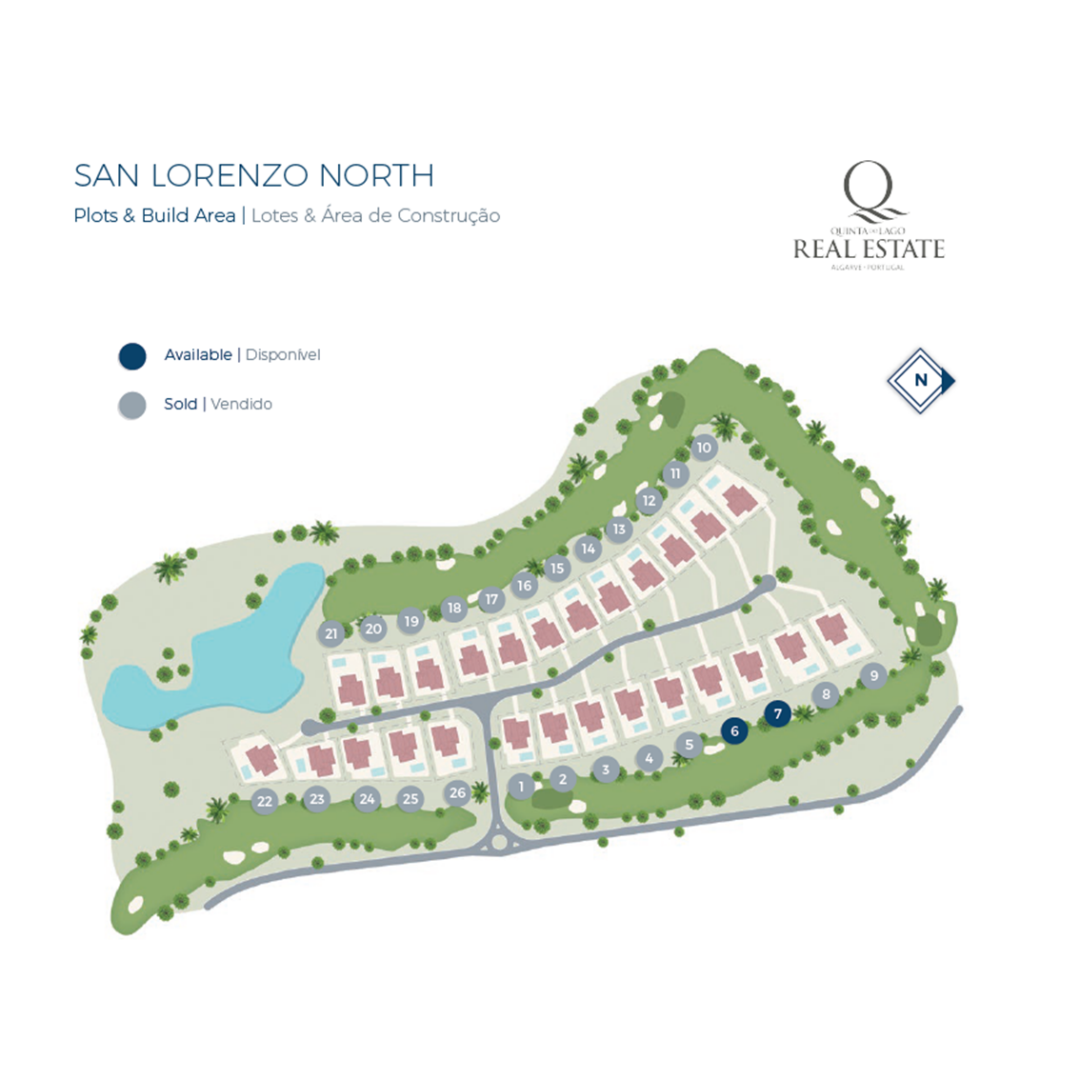 SAN LORENZO NORTH
Plots & Build Area | Lotes & Área de Construção
Q
QUINTA DO LAGO
REAL ESTATE
ALGARVE • PORTUGAL
Available | Disponível
Sold | Vendido
N
10
11
12
13
14
15
16
17
18
19
20
21
9
8
7
6
5
4
3
2
1
26
25
24
23
22